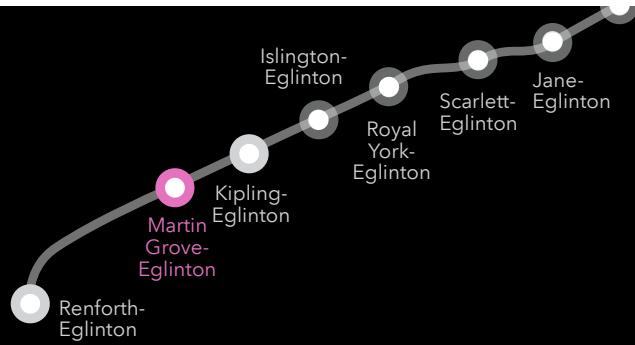 Islington-
Eglinton
Jane-
Eglinton
Scarlett-
Eglinton
Royal
York-
Eglinton
Kipling-
Eglinton
Martin
Grove-
Eglinton
Renforth-
Eglinton